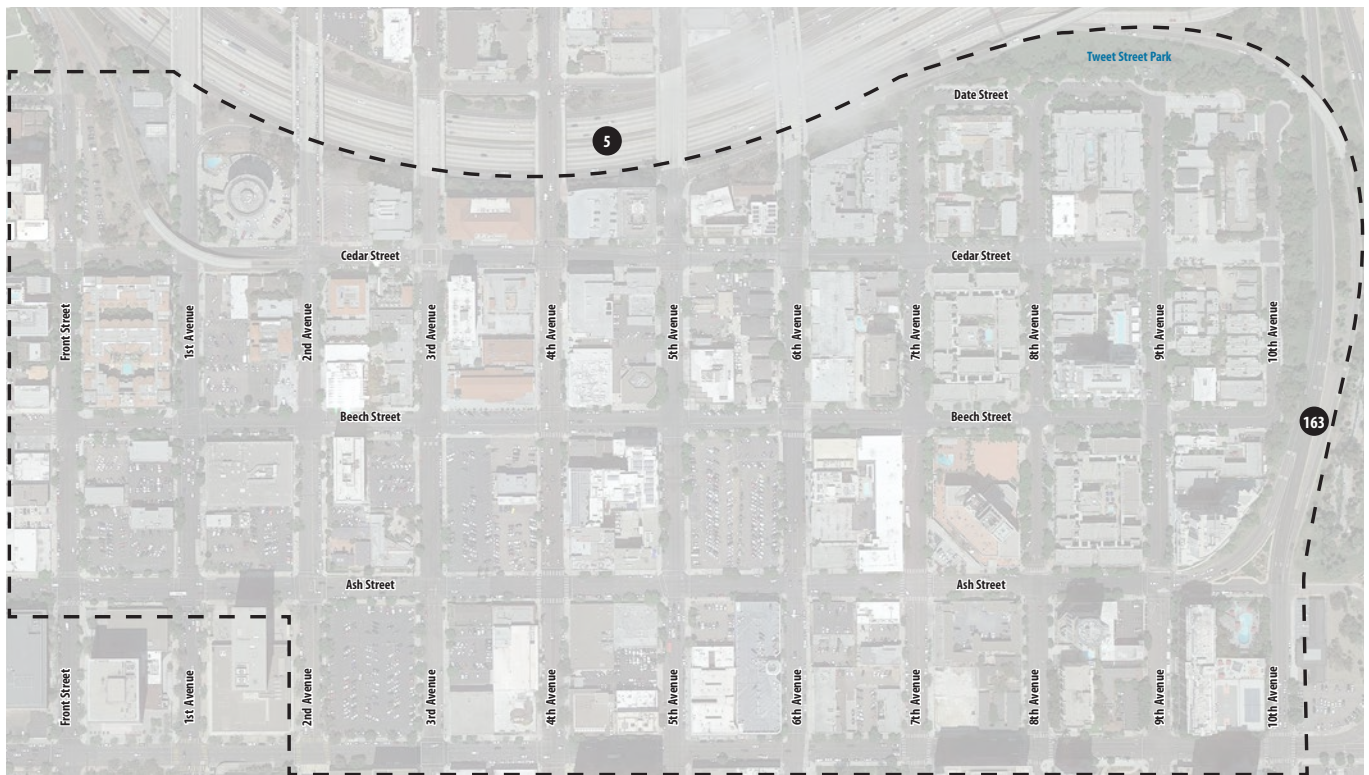 Tweet Street Park
Date Street
5
Cedar Street
Cedar Street
Front Street
1st Avenue
2nd Avenue
3rd Avenue
4th Avenue
5th Avenue
6th Avenue
7th Avenue
8th Avenue
9th Avenue
10th Avenue
Beech Street
Beech Street
163
Ash Street
Ash Street
Front Street
1st Avenue
2nd Avenue
3rd Avenue
4th Avenue
5th Avenue
6th Avenue
7th Avenue
8th Avenue
9th Avenue
10th Avenue